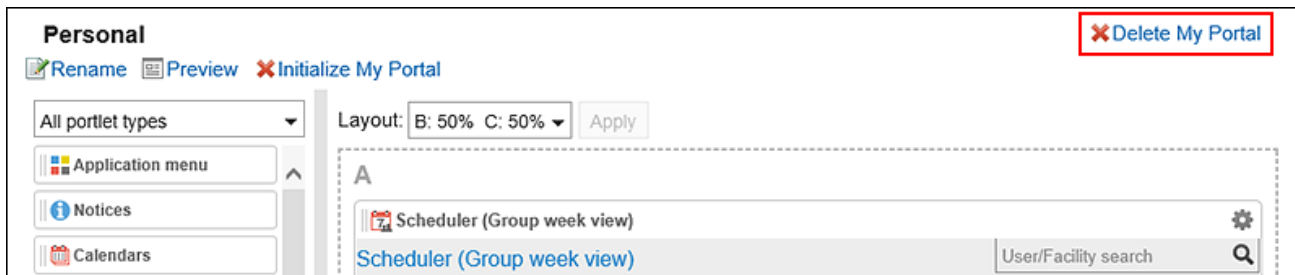 Personal
Delete My Portal
Rename Preview Initialize My Portal
All portlet types
Layout: B: 50% C: 50% Apply
Application menu
A
Notices
Scheduler (Group week view)
Calendars
Scheduler (Group week view)
User/Facility search